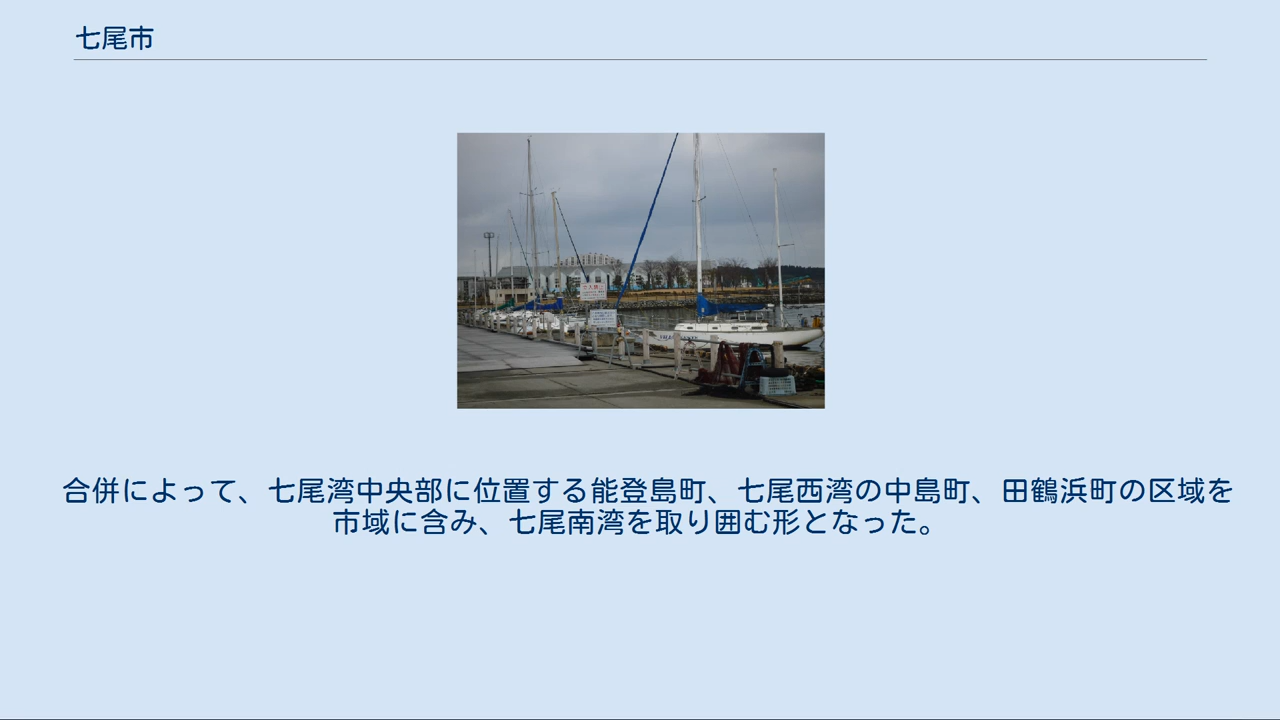 七尾市
合併によって、七尾湾中央部に位置する能登島町、七尾西湾の中島町、田鶴浜町の区域を
市域に含み、七尾南湾を取り囲む形となった。